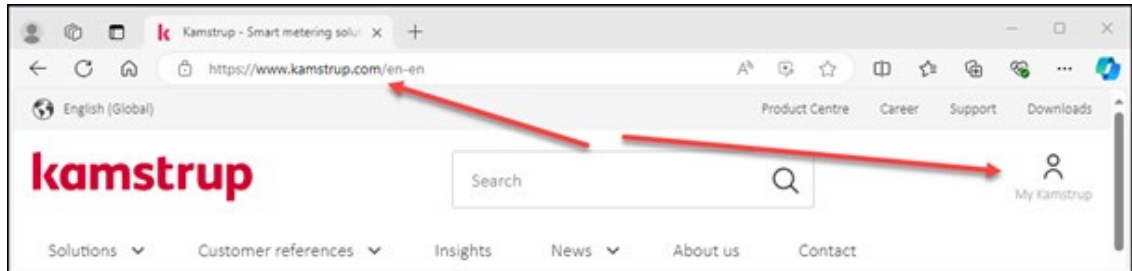 Kamstrup - Smart metering solu
https://www.kamstrup.com/en-en
English (Global) Product Centre Career Support Downloads
kamstrup
Search
My Kamstrup
Solutions Customer references Insights News About us Contact